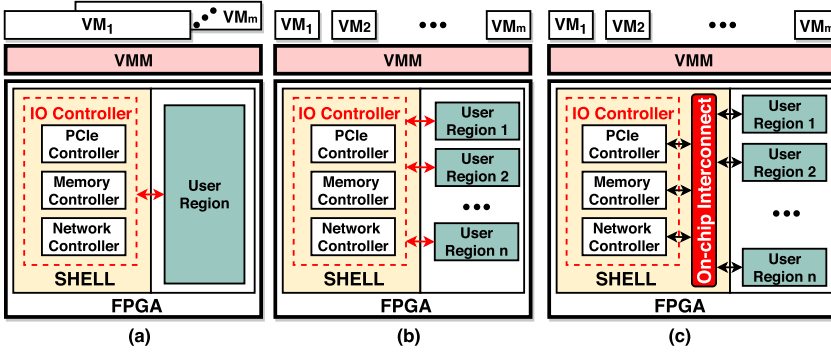 VM1
VMm
VMM
IO Controller
PCIe
Controller
Memory
Controller
Network
Controller
SHELL
User
Region
FPGA
(a)
VM1
VM2
VMm
VMM
IO Controller
PCIe
Controller
Memory
Controller
Network
Controller
SHELL
User
Region 1
User
Region 2
User
Region n
FPGA
(b)
VM1
VM2
VMm
VMM
IO Controller
PCIe
Controller
Memory
Controller
Network
Controller
SHELL
On-chip Interconnect
User
Region 1
User
Region 2
User
Region n
FPGA
(c)